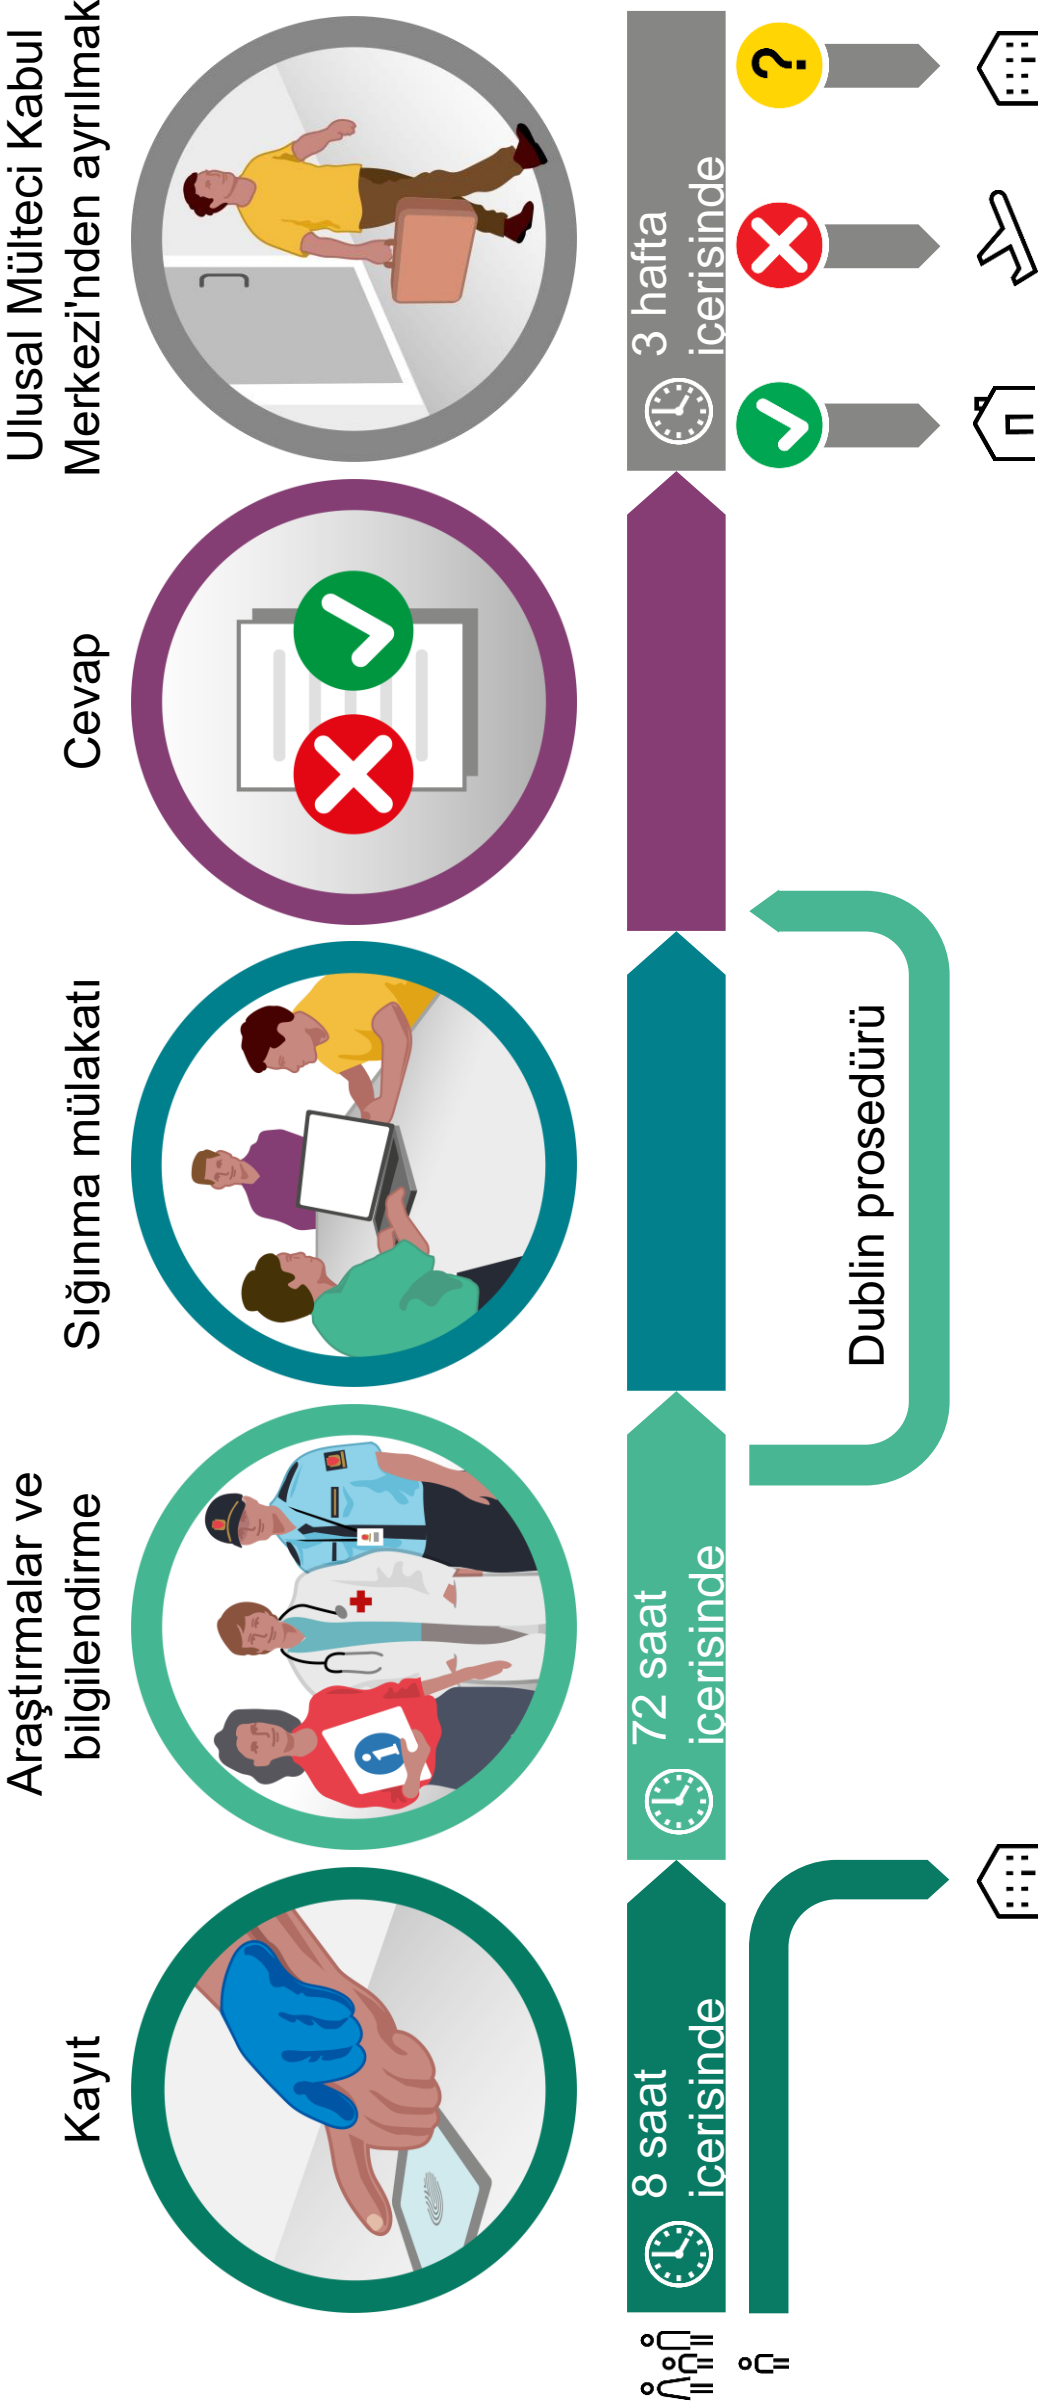 Kayıt
Araştırmalar ve
bilgilendirme
Sığınma mülakatı
Cevap
Ulusal Mülteci Kabul
Merkezi'nden ayrılmak
8 saat
içerisinde
72 saat
içerisinde
3 hafta
içerisinde
?
Dublin prosedürü